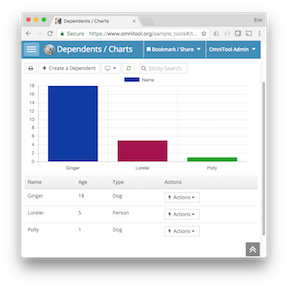 Dependents / Charts
Eric
Secure https://www.omnitool.org/sample_tools#/t...
Dependents / Charts
Bookmark / Share
OmniTool Admin
Create a Dependent
Sticky Search
Name
18
16
14
12
10
8
6
4
2
0
Ginger
Lorelei
Polly
Name Age Type Actions
Ginger 18 Dog Actions
Lorelei 5 Person Actions
Polly 1 Dog Actions